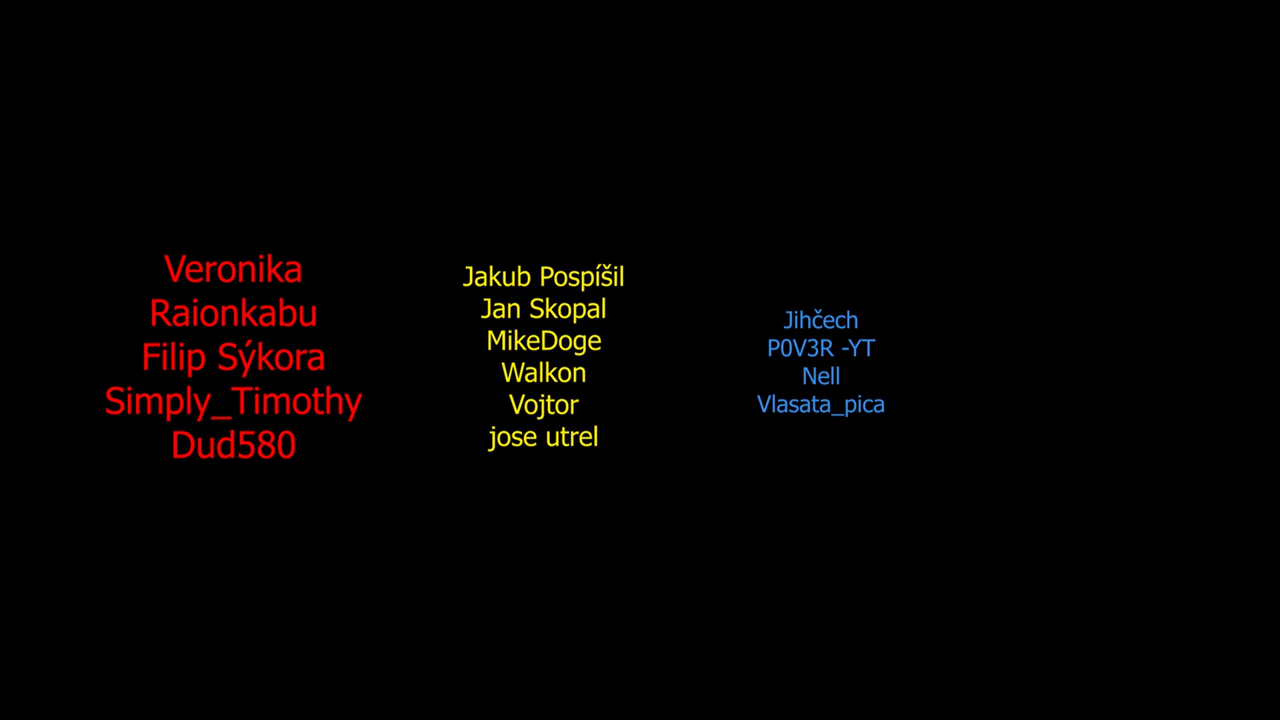 Veronika
Raionkabu
Filip Sýkora
Simply_Timothy
Dud580
Jakub Pospíšil
Jan Skopal
MikeDoge
Walkon
Vojtor
jose utrel
Jihčech
P0V3R -YT
Nell
Vlasata_pica